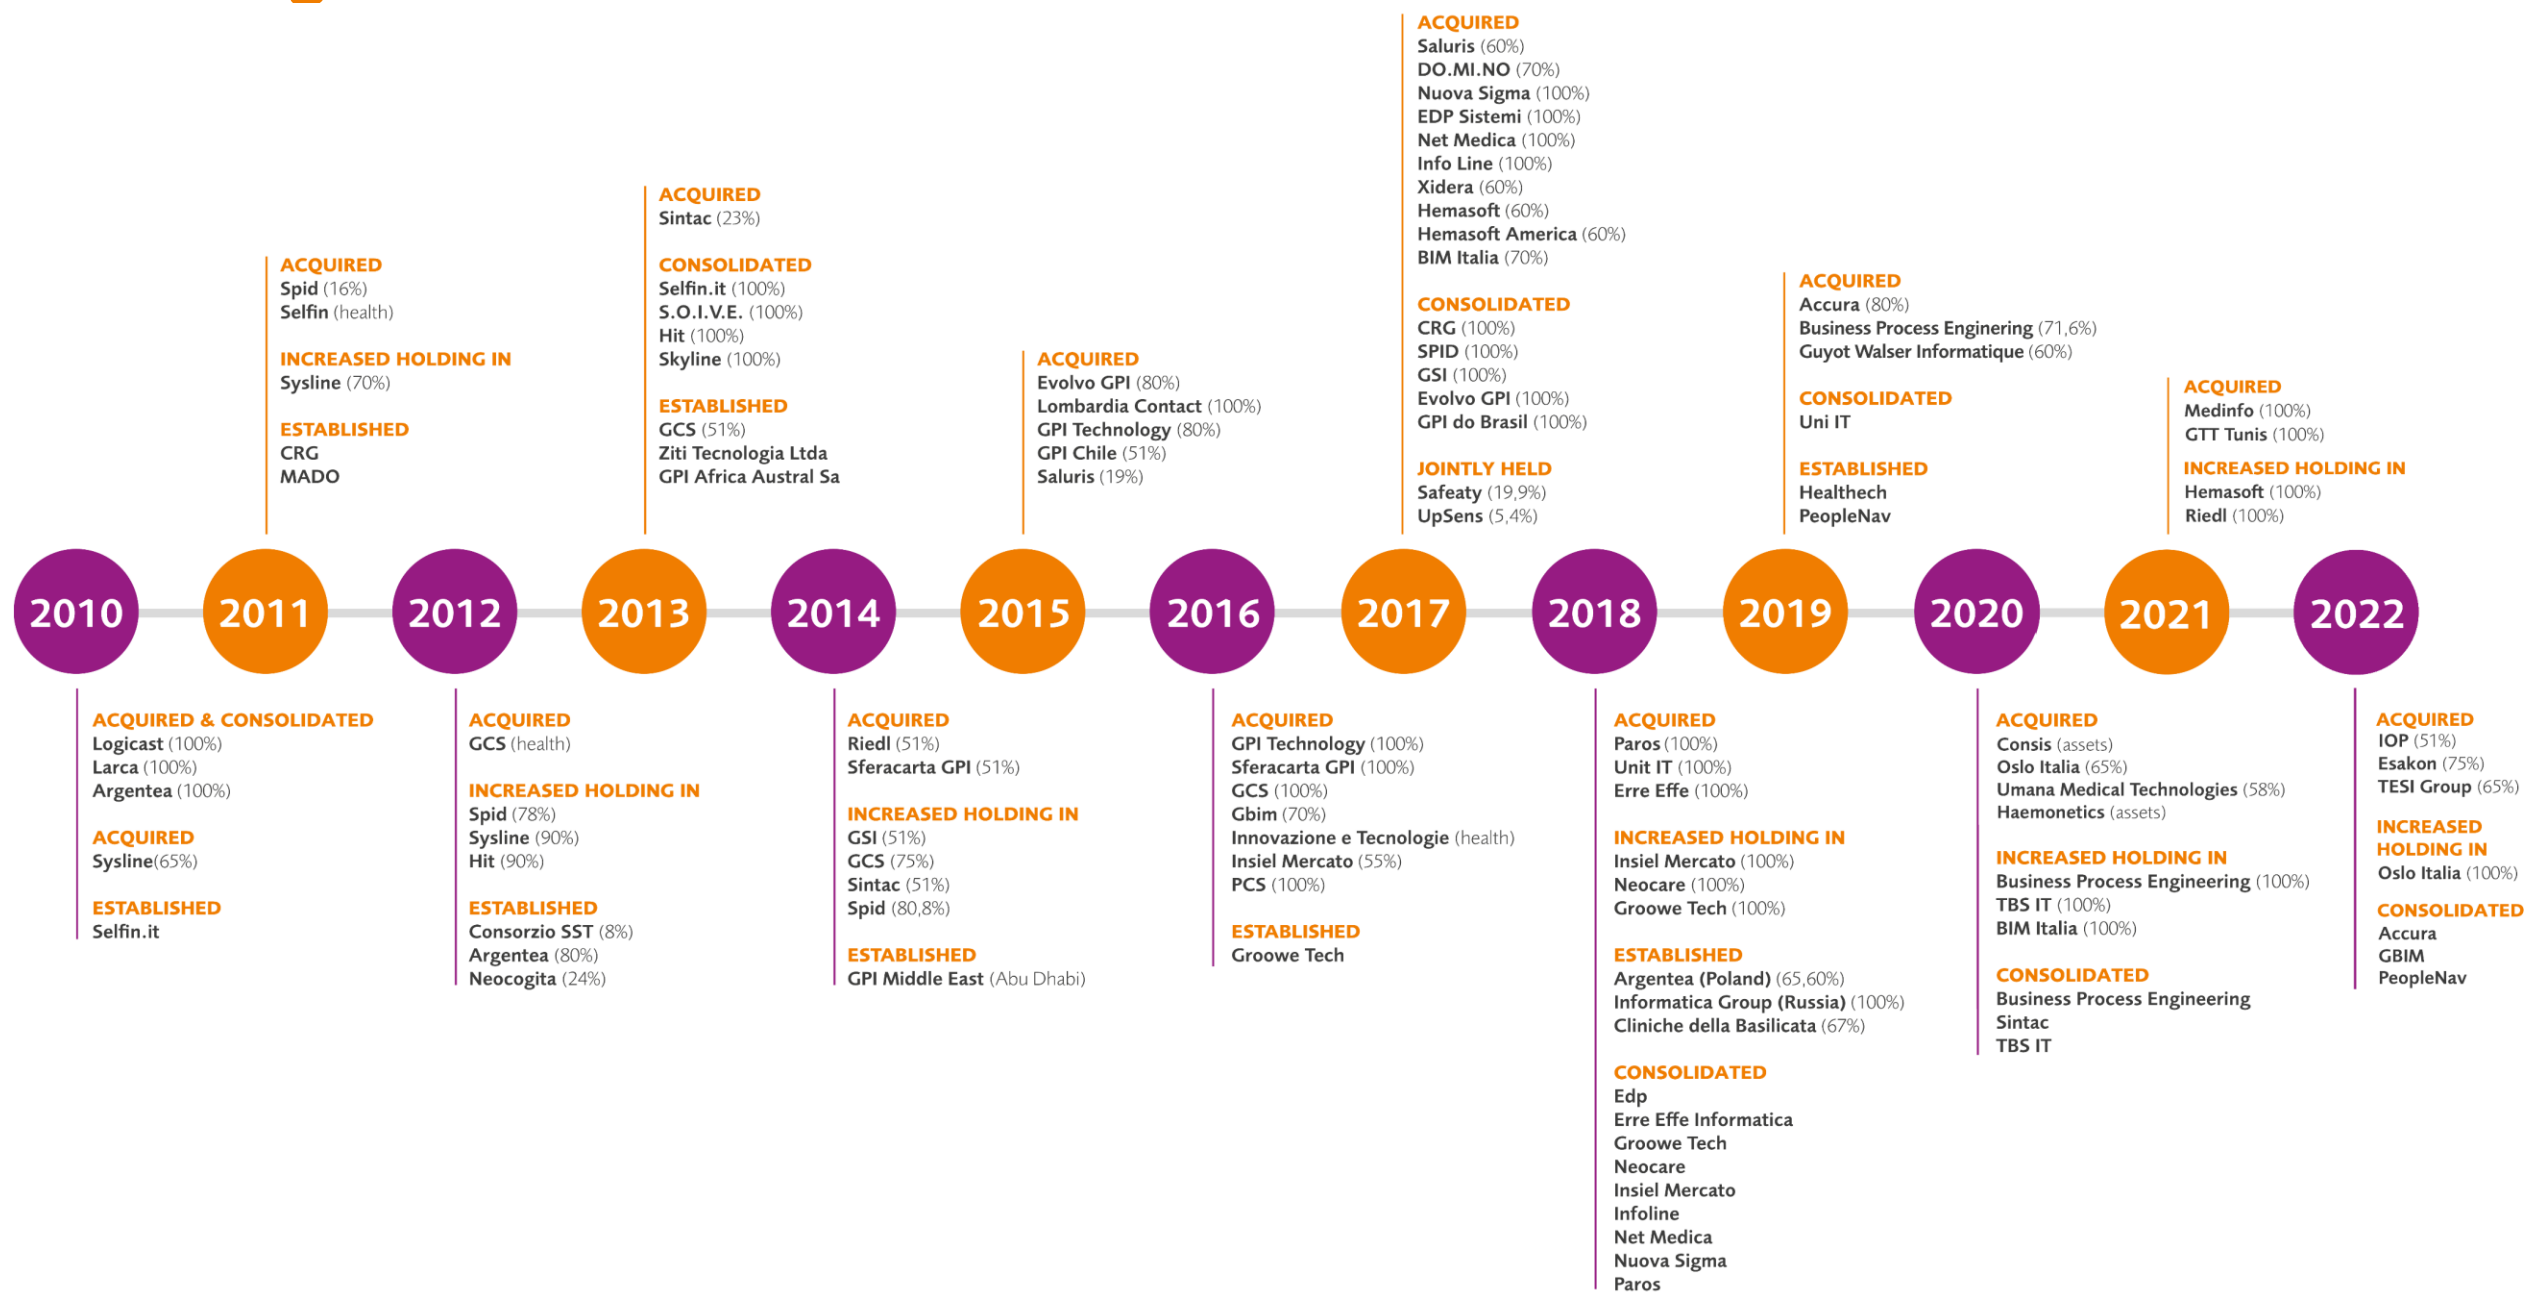 ACQUIRED
Saluris (60%)
DO.MI.NO (70%)
Nuova Sigma (100%)
EDP Sistemi (100%)
Net Medica (100%)
Info Line (100%)
Xidera (60%)
Hemasoft (60%)
Hemasoft America (60%)
BIM Italia (70%)
CONSOLIDATED
CRG (100%)
SPID (100%)
GSI (100%)
Evolvo GPI (100%)
GPI do Brasil (100%)
JOINTLY HELD
Safeaty (19,9%)
UpSens (5,4%)
ACQUIRED
Sintac (23%)
CONSOLIDATED
Selfin.it (100%)
S.O.I.V.E. (100%)
Hit (100%)
Skyline (100%)
ESTABLISHED
GCS (51%)
Ziti Tecnologia Ltda
GPI Africa Austral Sa
ACQUIRED
Spid (16%)
Selfin (health)
INCREASED HOLDING IN
Sysline (70%)
ESTABLISHED
CRG
MADO
ACQUIRED
Evolvo GPI (80%)
Lombardia Contact (100%)
GPI Technology (80%)
GPI Chile (51%)
Saluris (19%)
ACQUIRED
Accura (80%)
Business Process Enginering (71,6%)
Guyot Walser Informatique (60%)
CONSOLIDATED
Uni IT
ESTABLISHED
Healthech
PeopleNav
ACQUIRED
Medinfo (100%)
GTT Tunis (100%)
INCREASED HOLDING IN
Hemasoft (100%)
Riedl (100%)
2010
2011
2012
2013
2014
2015
2016
2017
2018
2019
2020
2021
2022
ACQUIRED & CONSOLIDATED
Logicast (100%)
Larca (100%)
Argentea (100%)
ACQUIRED
Sysline(65%)
ESTABLISHED
Selfin.it
ACQUIRED
GCS (health)
INCREASED HOLDING IN
Spid (78%)
Sysline (90%)
Hit (90%)
ESTABLISHED
Consorzio SST (8%)
Argentea (80%)
Neocogita (24%)
ACQUIRED
Riedl (51%)
Sferacarta GPI (51%)
INCREASED HOLDING IN
GSI (51%)
GCS (75%)
Sintac (51%)
Spid (80,8%)
ESTABLISHED
GPI Middle East (Abu Dhabi)
ACQUIRED
GPI Technology (100%)
Sferacarta GPI (100%)
GCS (100%)
Gbim (70%)
Innovazione e Tecnologie (health)
Insiel Mercato (55%)
PCS (100%)
ESTABLISHED
Groowe Tech
ACQUIRED
Paros (100%)
Unit IT (100%)
Erre Effe (100%)
INCREASED HOLDING IN
Insiel Mercato (100%)
Neocare (100%)
Groowe Tech (100%)
ESTABLISHED
Argentea (Poland) (65,60%)
Informatica Group (Russia) (100%)
Cliniche della Basilicata (67%)
CONSOLIDATED
Edp
Erre Effe Informatica
Groowe Tech
Neocare
Insiel Mercato
Infoline
Net Medica
Nuova Sigma
Paros
ACQUIRED
Consis (assets)
Oslo Italia (65%)
Umana Medical Technologies (58%)
Haemonetics (assets)
INCREASED HOLDING IN
Business Process Engineering (100%)
TBS IT (100%)
BIM Italia (100%)
CONSOLIDATED
Business Process Engineering
Sintac
TBS IT
ACQUIRED
IOP (51%)
Esakon (75%)
TESI Group (65%)
INCREASED
HOLDING IN
Oslo Italia (100%)
CONSOLIDATED
Accura
GBIM
PeopleNav